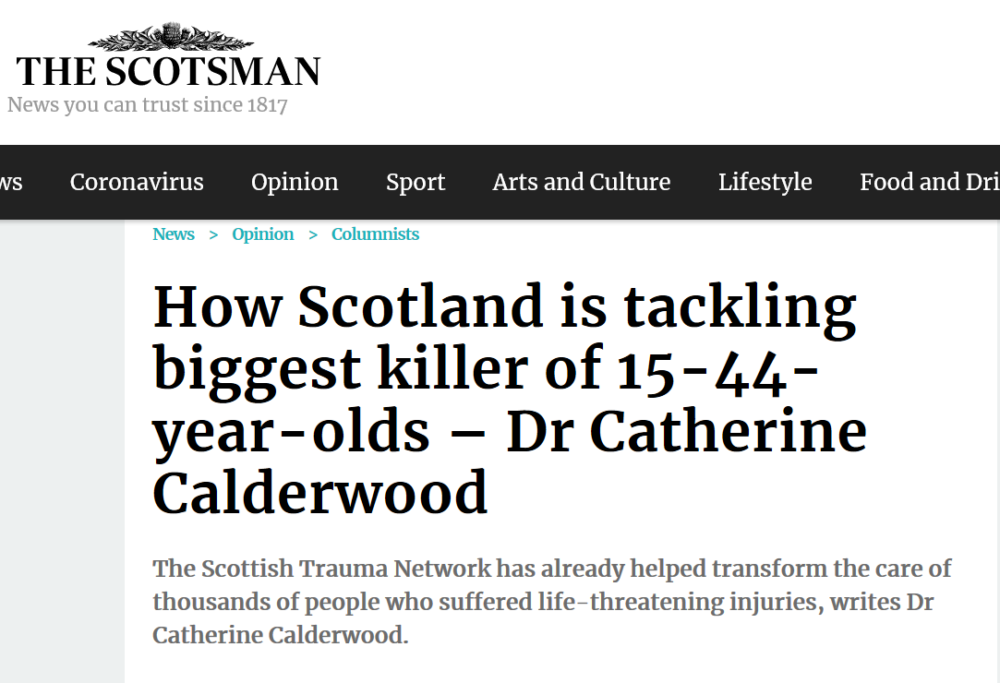 THE SCOTSMAN
News you can trust since 1817
ws Coronavirus Opinion Sport Arts and Culture Lifestyle Food and Dri
News > Opinion > Columnists
How Scotland is tackling
biggest killer of 15-44-
year-olds – Dr Catherine
Calderwood
The Scottish Trauma Network has already helped transform the care of
thousands of people who suffered life-threatening injuries, writes Dr
Catherine Calderwood.